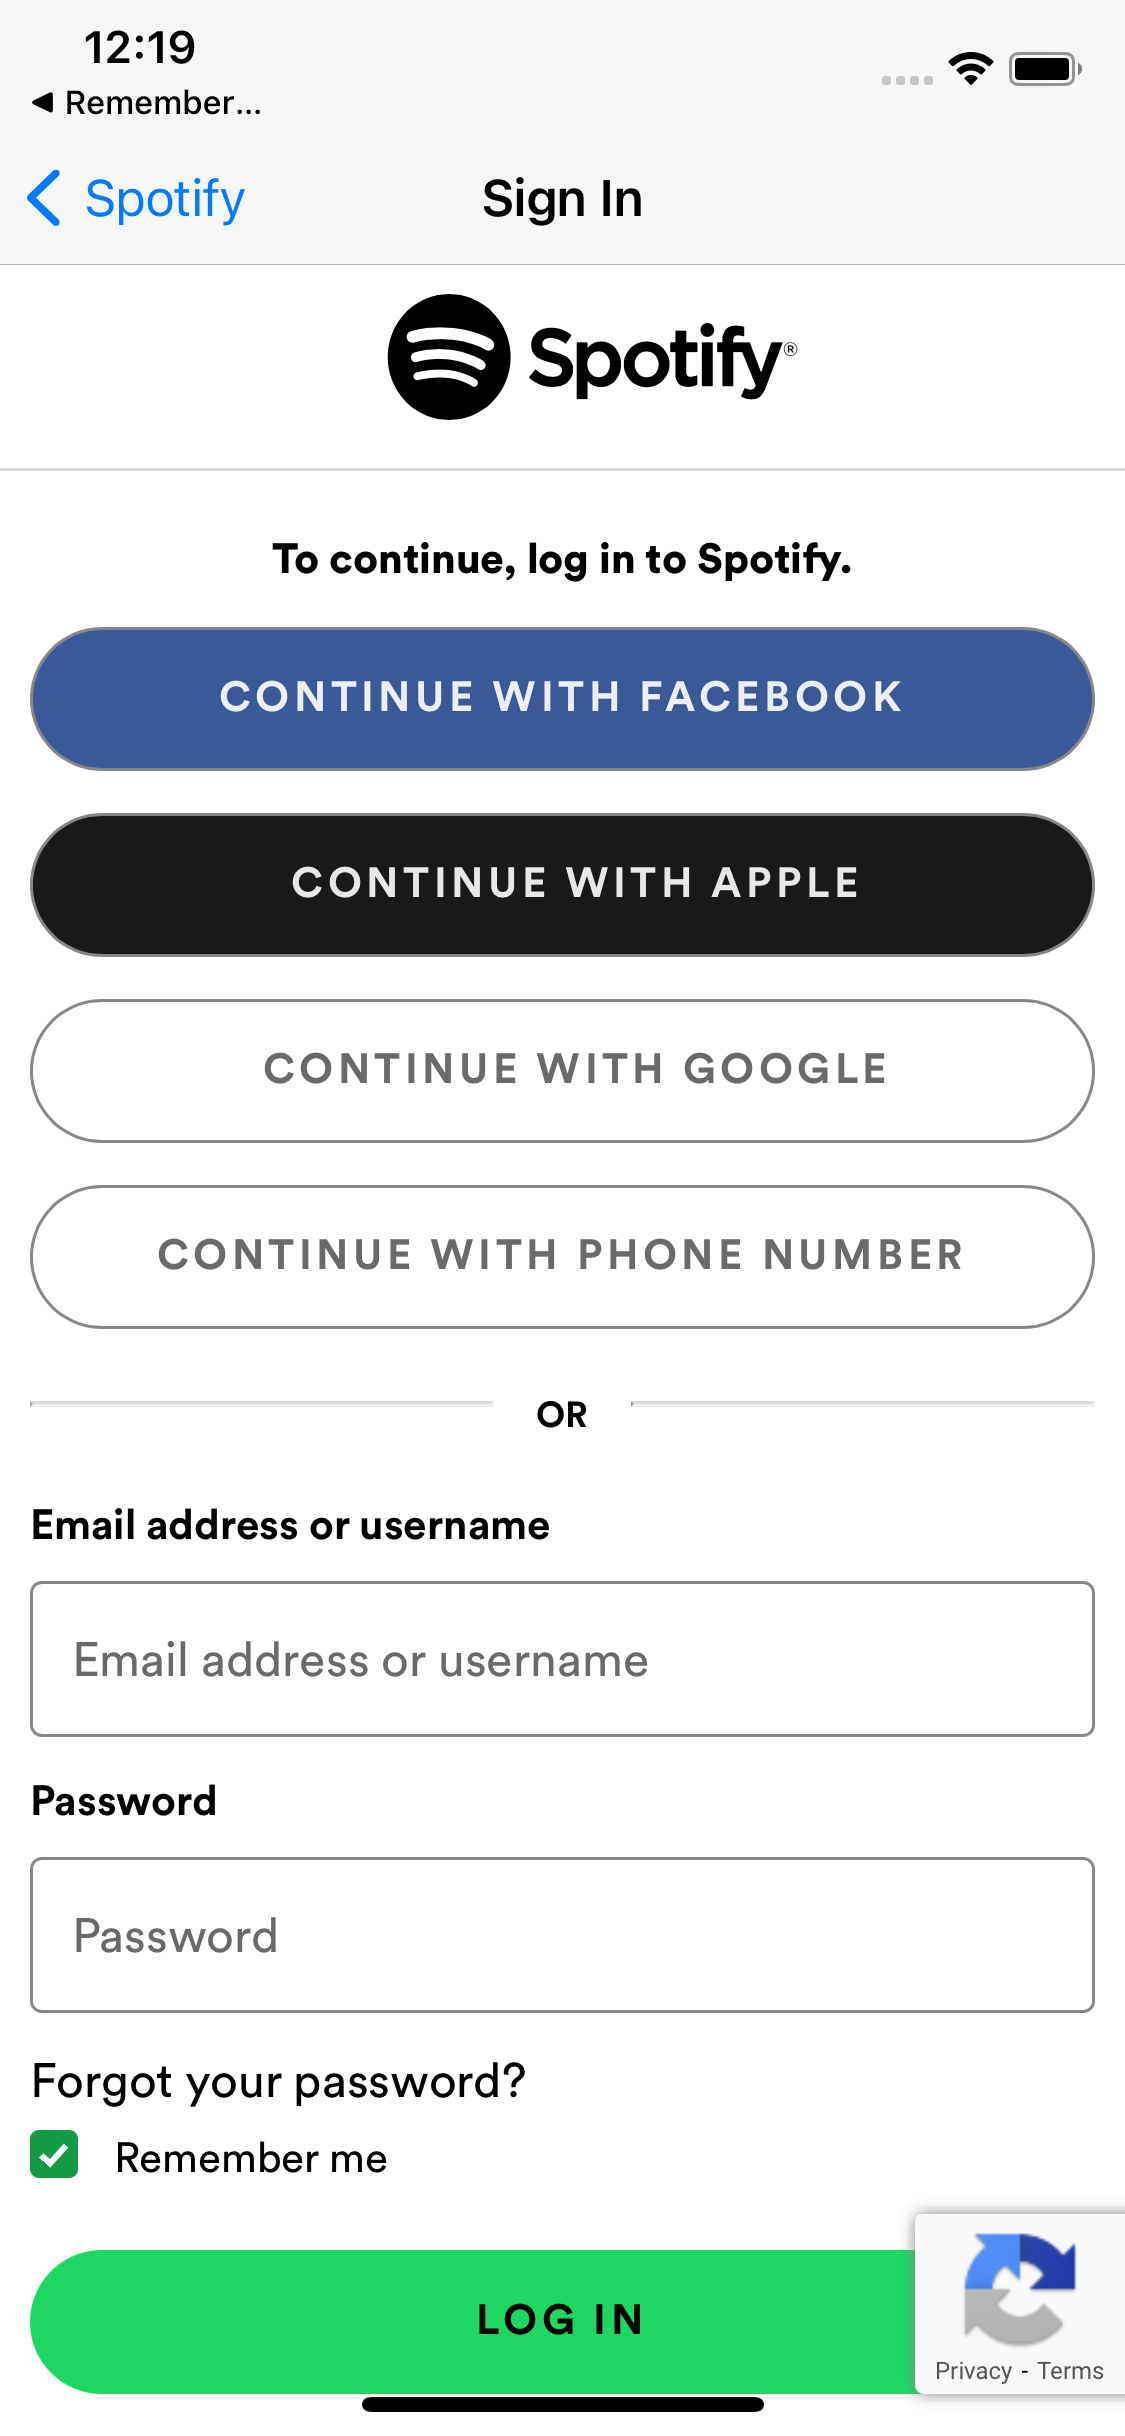 12:19
◀ Remember...
Spotify
Sign In
Spotify®
To continue, log in to Spotify.
CONTINUE WITH FACEBOOK
CONTINUE WITH APPLE
CONTINUE WITH GOOGLE
CONTINUE WITH PHONE NUMBER
OR
Email address or username
Email address or username
Password
Password
Forgot your password?
Remember me
LOG IN
Privacy - Terms